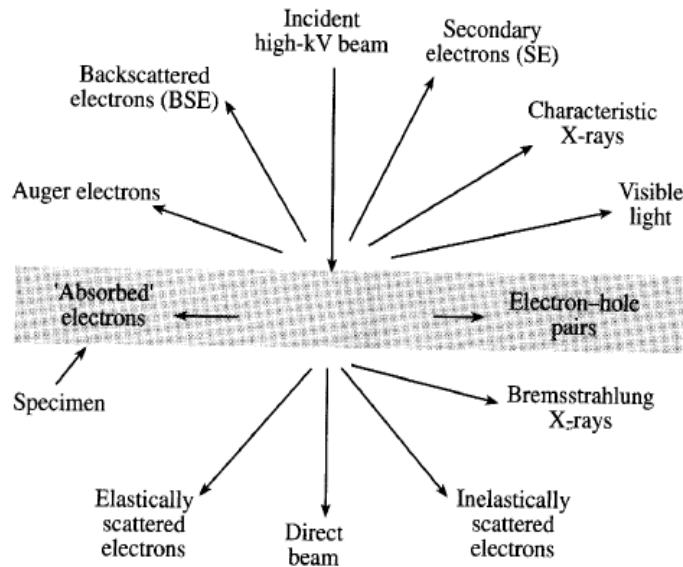 Incident
high-kV beam
Secondary
electrons (SE)
Backscattered
electrons (BSE)
Characteristic
X-rays
Auger electrons
Visible
light
'Absorbed'
electrons
Electron–hole
pairs
Specimen
Bremsstrahlung
X-rays
Elastically
scattered
electrons
Direct
beam
Inelastically
scattered
electrons